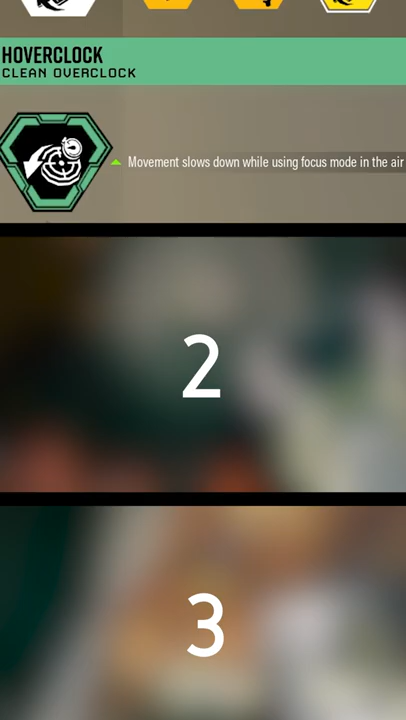 HOVERCLOCK
CLEAN OVERCLOCK
Movement slows down while using focus mode in the air
2
3